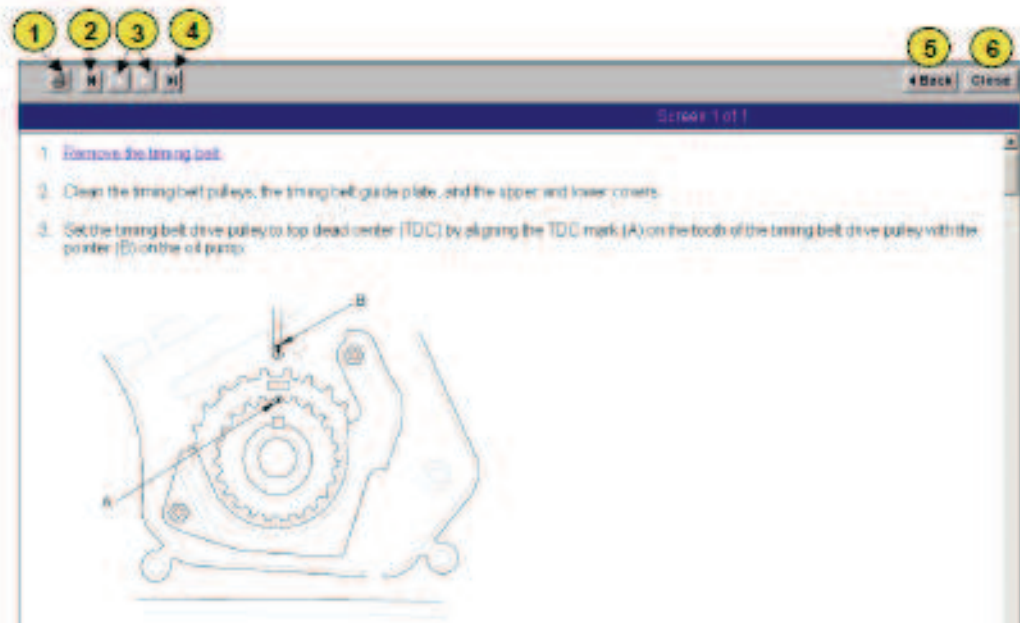 1 2 3 4
5 6
Back Close
Screen 1 of 1
1. Remove the timing belt.
2. Clean the timing belt pulleys, the timing belt guide plate, and the upper and lower covers.
3. Set the timing belt drive pulley to top dead center (TDC) by aligning the TDC mark (A) on the tooth of the timing belt drive pulley with the
pointer (B) on the oil pump.
B
A